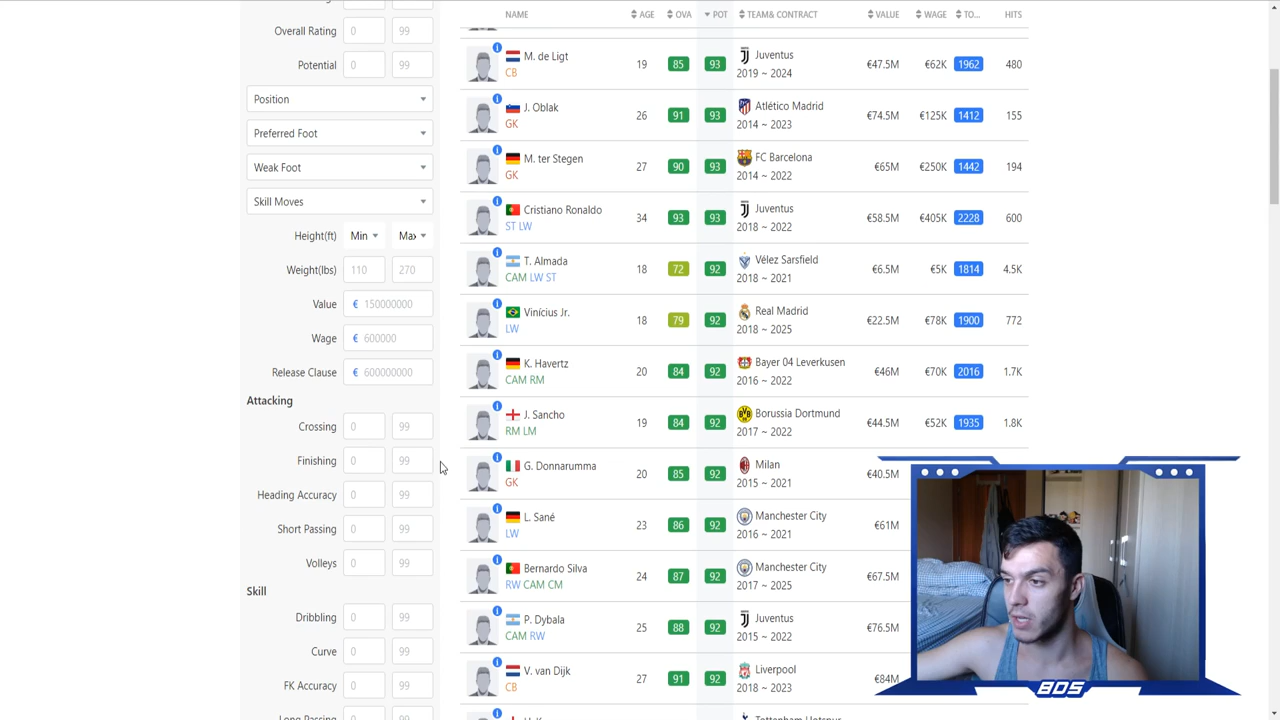 NAME AGE OVA POT TEAM& CONTRACT VALUE WAGE TO... HITS
Overall Rating 0 99
Potential 0 99
Position
Preferred Foot
Weak Foot
Skill Moves
Height(ft) Min Max
Weight(lbs) 110 270
Value € 150000000
Wage € 600000
Release Clause € 600000000
Attacking
Crossing 0 99
Finishing 0 99
Heading Accuracy 0 99
Short Passing 0 99
Volleys 0 99
Skill
Dribbling 0 99
Curve 0 99
FK Accuracy 0 99
M. de Ligt 19 85 93 Juventus €47.5M €62K 1962 480
CB 2019 ~ 2024
J. Oblak 26 91 93 Atlético Madrid €74.5M €125K 1412 155
GK 2014 ~ 2023
M. ter Stegen 27 90 93 FC Barcelona €65M €250K 1442 194
GK 2014 ~ 2022
Cristiano Ronaldo 34 93 93 Juventus €58.5M €405K 2228 600
ST LW 2018 ~ 2022
T. Almada 18 72 92 Vélez Sarsfield €6.5M €5K 1814 4.5K
CAM LW ST 2018 ~ 2021
Vinícius Jr. 18 79 92 Real Madrid €22.5M €78K 1900 772
LW 2018 ~ 2025
K. Havertz 20 84 92 Bayer 04 Leverkusen €46M €70K 2016 1.7K
CAM RM 2016 ~ 2022
J. Sancho 19 84 92 Borussia Dortmund €44.5M €52K 1935 1.8K
RM LM 2017 ~ 2022
G. Donnarumma 20 85 92 Milan €40.5M
GK 2015 ~ 2021
L. Sané 23 86 92 Manchester City €61M
LW 2016 ~ 2021
Bernardo Silva 24 87 92 Manchester City €67.5M
RW CAM CM 2017 ~ 2025
P. Dybala 25 88 92 Juventus €76.5M
CAM RW 2015 ~ 2022
V. van Dijk 27 91 92 Liverpool €84M
CB 2018 ~ 2023
BDS